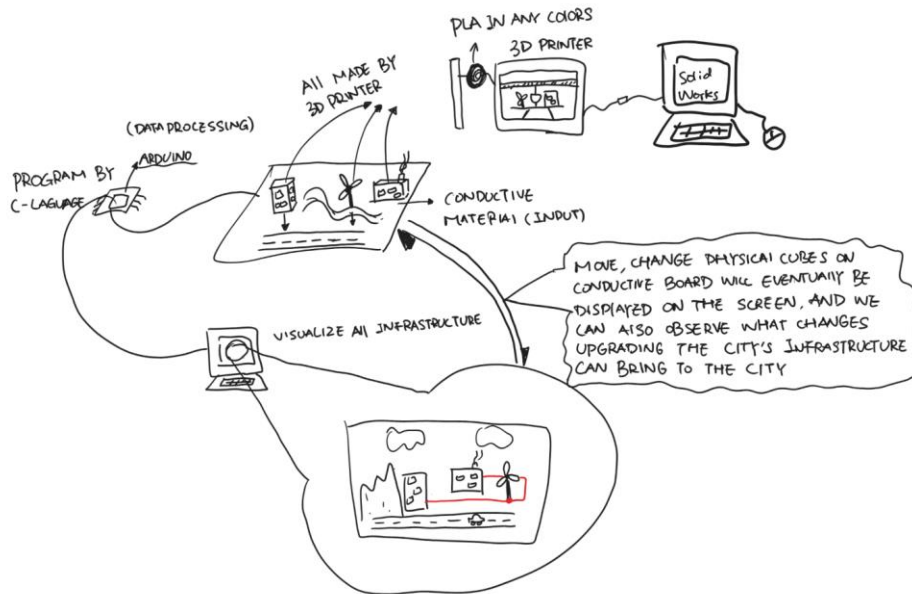 PLA IN ANY COLORS
3D PRINTER
Solid
Works
All MADE BY
3D PRINTER
(DATA PROCESSING)
ARDUINO
PROGRAM BY
C-LAGUAGE
CONDUCTIVE
MATERIAL (INPUT)
MOVE, CHANGE PHYSICAL CUBES ON
CONDUCTIVE BOARD WILL EVENTUALLY BE
DISPLAYED ON THE SCREEN, AND WE
CAN AlSO OBSERVE WHAT CHANGES
UPGRADING THE CITY'S INFRASTRUCTURE
CAN BRING TO THE CITY
VISUALIZE All INFRASTRUCTURE